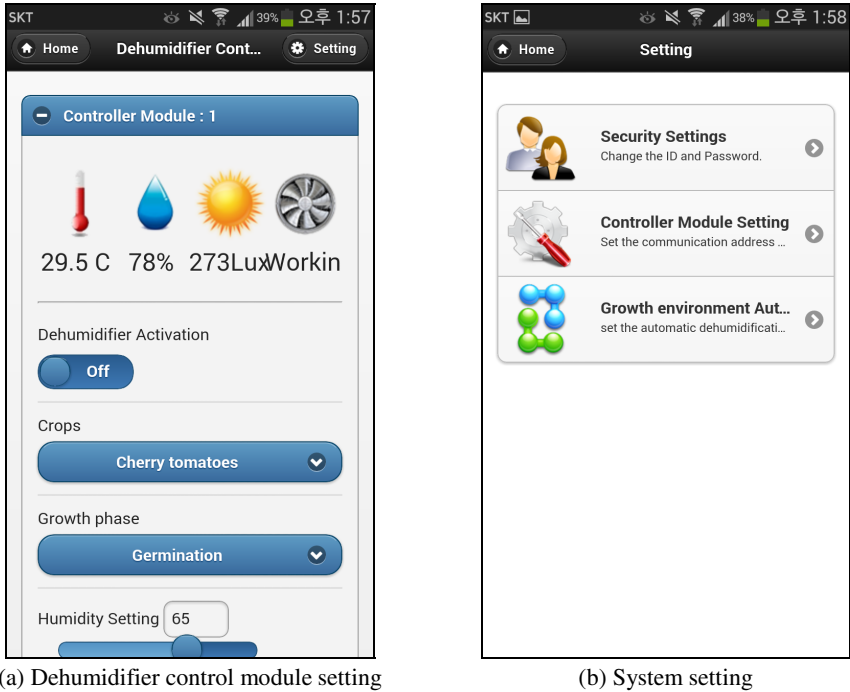 SKT 39% 오후 1:57
Home Dehumidifier Cont... Setting
Controller Module : 1
29.5 C 78% 273Lux Workin
Dehumidifier Activation
Off
Crops
Cherry tomatoes
Growth phase
Germination
Humidity Setting 65
(a) Dehumidifier control module setting
SKT 38% 오후 1:58
Home Setting
Security Settings
Change the ID and Password.
Controller Module Setting
Set the communication address ...
Growth environment Aut...
set the automatic dehumidificati...
(b) System setting